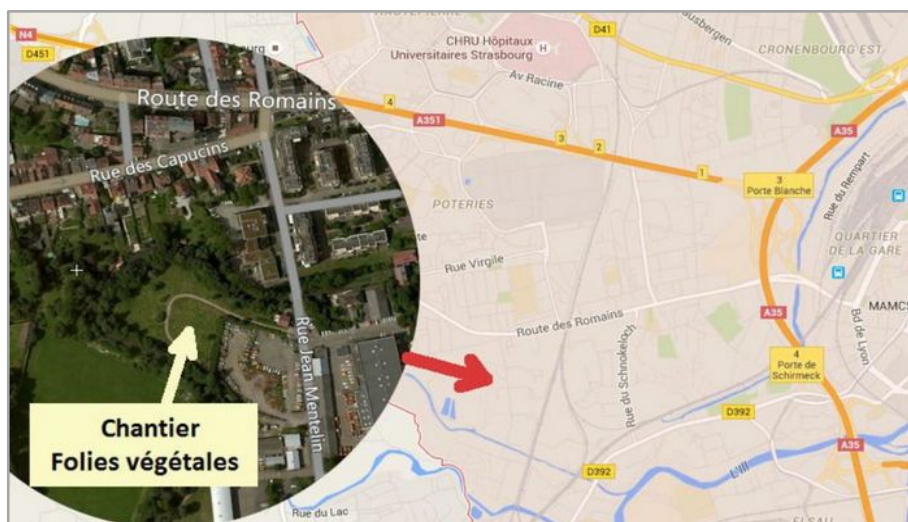 N4
D451
Route des Romains
Rue des Capucins
Rue Jean Mentelin
Chantier
Folies végétales
CHRU Hôpitaux
Universitaires Strasbourg
H
Av Racine
D41
CRONENBOURG EST
4
A351
3
2
1
A35
3
Porte Blanche
Rue du Rempart
POTERIES
QUARTIER
DE LA GARE
Rue Virgile
MAMCS
Route des Romains
A35
Bd de Lyon
Rue du Schnokeloch
4
Porte de
Schirmeck
D392
A35
D392
L'Ill
Rue du Lac